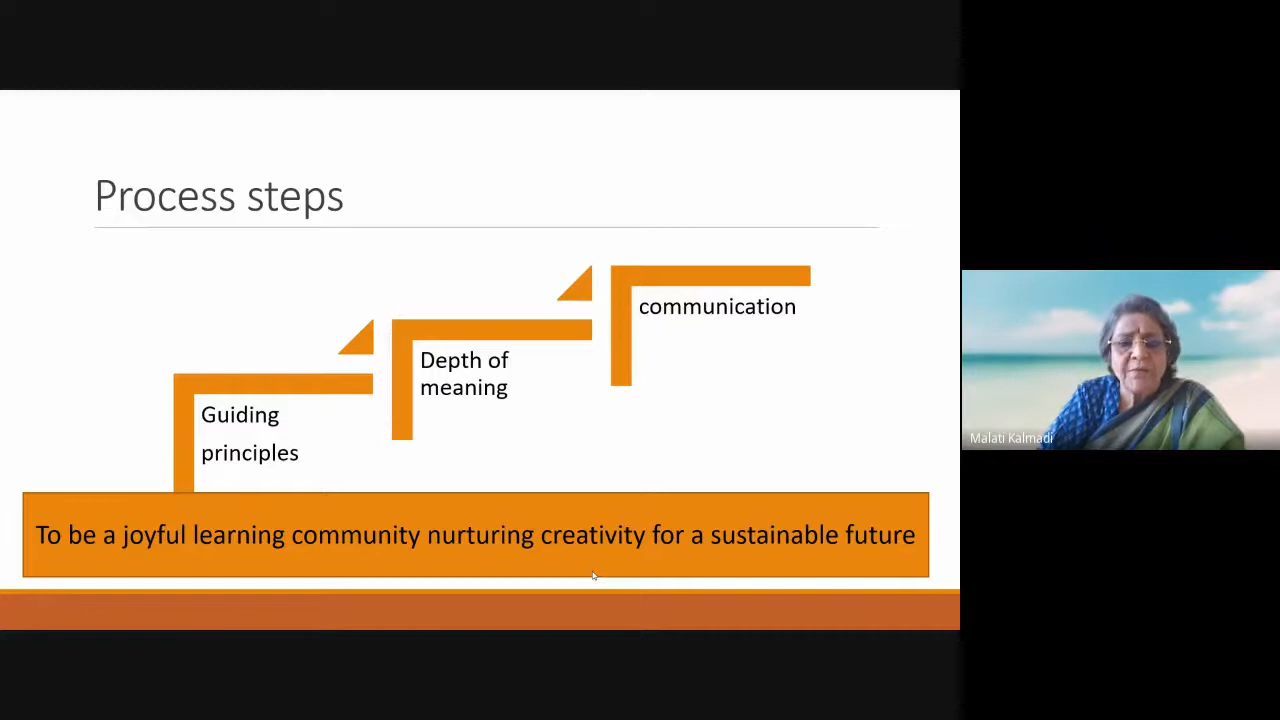 Process steps
communication
Depth of
meaning
Guiding
principles
To be a joyful learning community nurturing creativity for a sustainable future
Malati Kalmadi